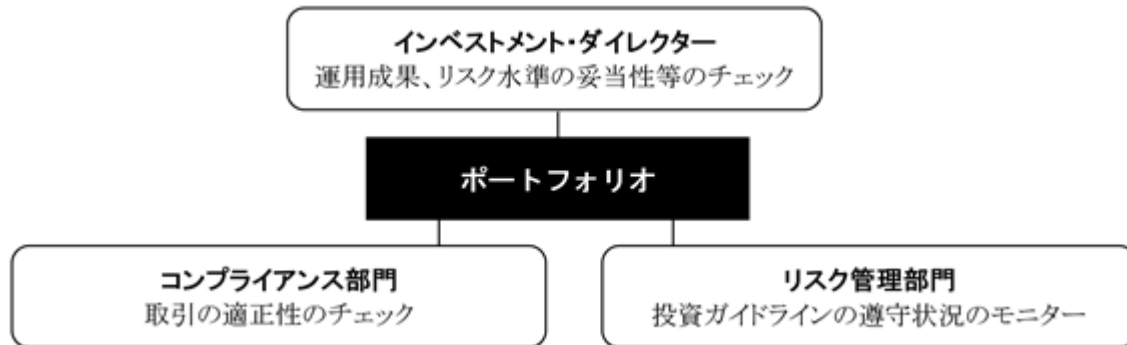 インベストメント・ダイレクター
運用成果、リスク水準の妥当性等のチェック
ポートフォリオ
コンプライアンス部門
取引の適正性のチェック
リスク管理部門
投資ガイドラインの遵守状況のモニター